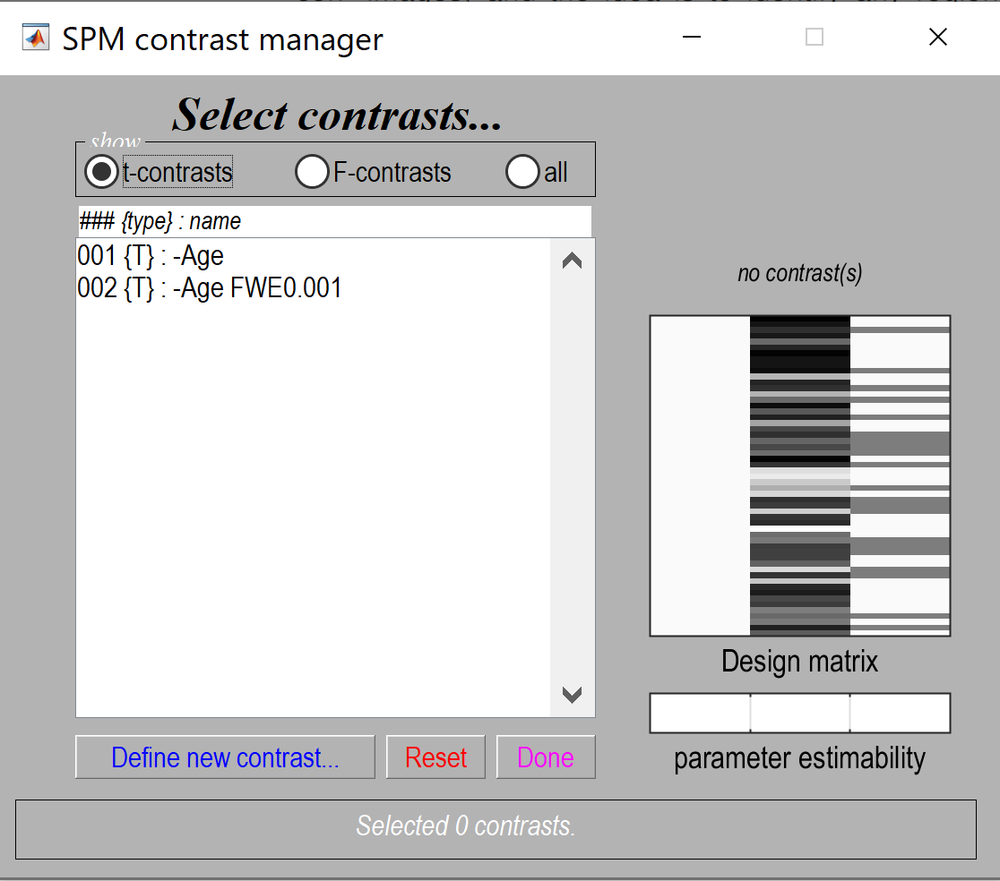 SPM contrast manager
Select contrasts...
show
t-contrasts F-contrasts all
### {type} : name
001 {T} : -Age
002 {T} : -Age FWE0.001
no contrast(s)
Design matrix
parameter estimability
Define new contrast... Reset Done
Selected 0 contrasts.